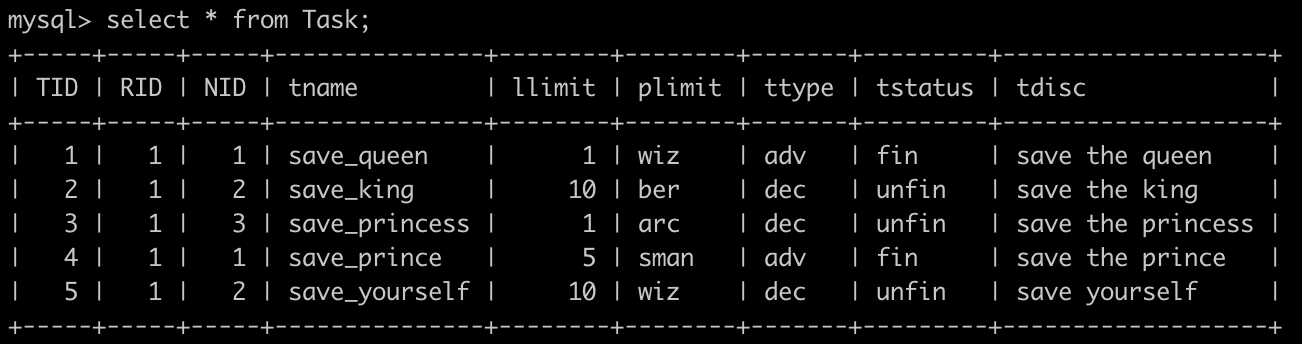 mysql> select * from Task;
+-----+-----+-----+---------------+--------+--------+-------+---------+-------------------+
| TID | RID | NID | tname         | llimit | plimit | ttype | tstatus | tdisc             |
+-----+-----+-----+---------------+--------+--------+-------+---------+-------------------+
|   1 |   1 |   1 | save_queen    |      1 | wiz    | adv   | fin     | save the queen    |
|   2 |   1 |   2 | save_king     |     10 | ber    | dec   | unfin   | save the king     |
|   3 |   1 |   3 | save_princess |      1 | arc    | dec   | unfin   | save the princess |
|   4 |   1 |   1 | save_prince   |      5 | sman   | adv   | fin     | save the prince   |
|   5 |   1 |   2 | save_yourself |     10 | wiz    | dec   | unfin   | save yourself     |
+-----+-----+-----+---------------+--------+--------+-------+---------+-------------------+